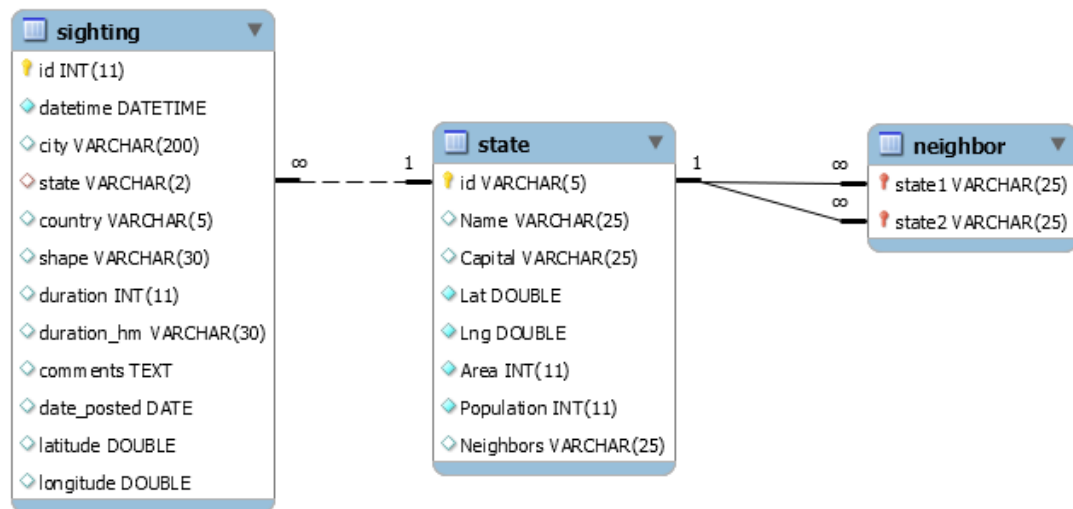 sighting
id INT(11)
datetime DATETIME
city VARCHAR(200)
state VARCHAR(2)
country VARCHAR(5)
shape VARCHAR(30)
duration INT(11)
duration_hm VARCHAR(30)
comments TEXT
date_posted DATE
latitude DOUBLE
longitude DOUBLE
∞
1
state
id VARCHAR(5)
Name VARCHAR(25)
Capital VARCHAR(25)
Lat DOUBLE
Lng DOUBLE
Area INT(11)
Population INT(11)
Neighbors VARCHAR(25)
1
∞
∞
neighbor
state1 VARCHAR(25)
state2 VARCHAR(25)